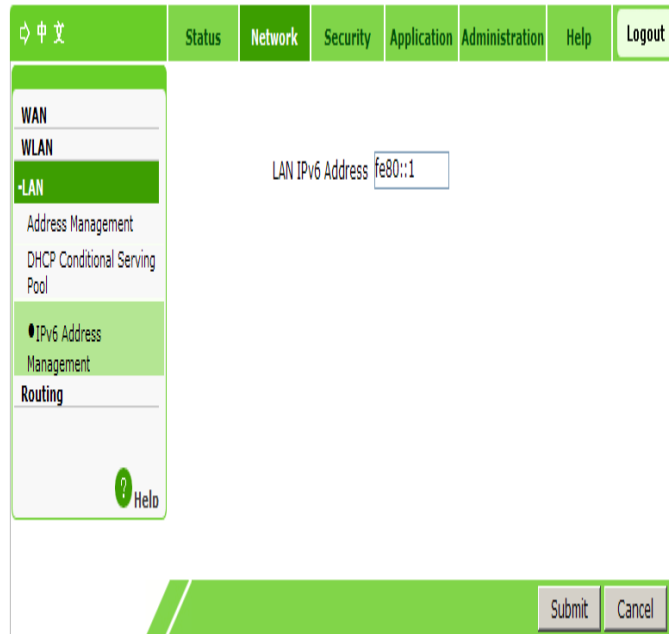 中文
Status Network Security Application Administration Help Logout
WAN
WLAN
-LAN
Address Management
DHCP Conditional Serving
Pool
IPv6 Address
Management
Routing
? Help
LAN IPv6 Address fe80::1
Submit Cancel